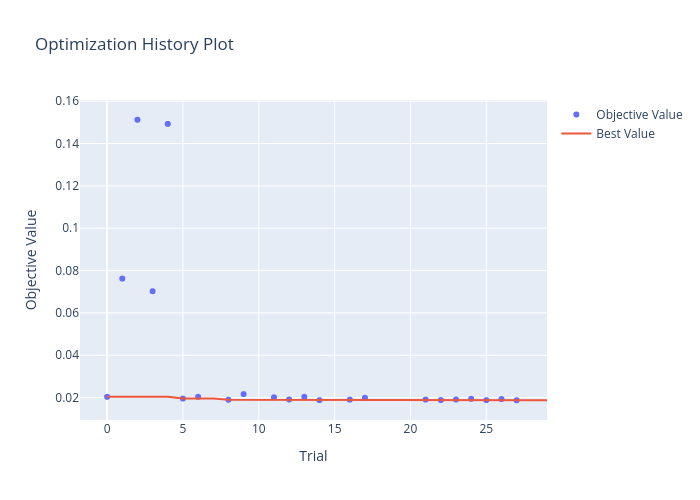 Optimization History Plot
0.16
0.14
0.12
0.1
0.08
0.06
0.04
0.02
Objective Value
0 5 10 15 20 25
Trial
Objective Value
Best Value